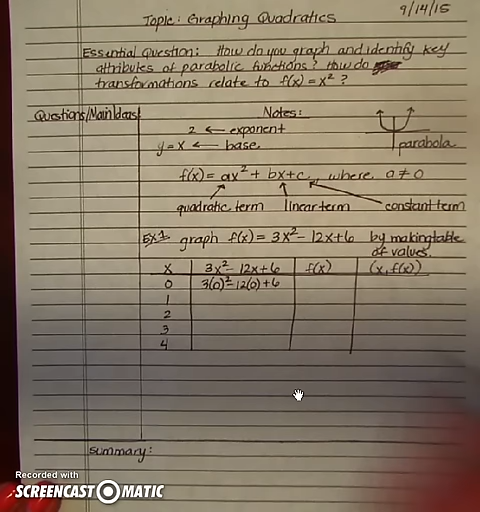 9/14/15
Topic: Graphing Quadratics
Essential Question: How do you graph and identify key
attributes of parabolic functions? How do
transformations relate to f(x) = x²?
Questions/Main Ideas Notes:
2 ← exponent
y=x ← base
parabola
f(x) = ax² + bx+c, where a ≠ 0
quadratic term linear term constant term
Ex 1 graph f(x) = 3x² - 12x+6 by making table
of values.
x 3x² - 12x+6 f(x) (x, f(x))
0 3(0)² - 12(0)+6
1
2
3
4
Summary:
Recorded with
SCREENCAST O MATIC